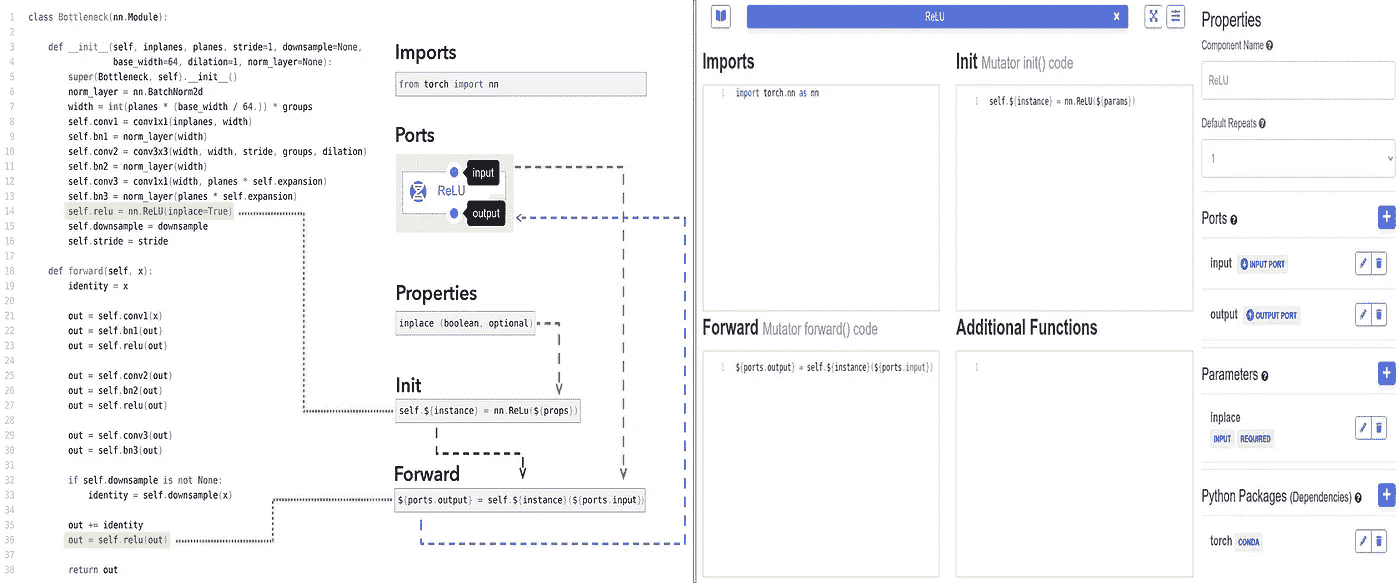 1 class Bottleneck(nn.Module):
2
3 def __init__(self, inplanes, planes, stride=1, downsample=None,
4 base_width=64, dilation=1, norm_layer=None):
5 super(Bottleneck, self).__init__()
6 norm_layer = nn.BatchNorm2d
7 width = int(planes * (base_width / 64.)) * groups
8 self.conv1 = conv1x1(inplanes, width)
9 self.bn1 = norm_layer(width)
10 self.conv2 = conv3x3(width, width, stride, groups, dilation)
11 self.bn2 = norm_layer(width)
12 self.conv3 = conv1x1(width, planes * self.expansion)
13 self.bn3 = norm_layer(planes * self.expansion)
14 self.relu = nn.ReLU(inplace=True)
15 self.downsample = downsample
16 self.stride = stride
17
18 def forward(self, x):
19 identity = x
20
21 out = self.conv1(x)
22 out = self.bn1(out)
23 out = self.relu(out)
24
25 out = self.conv2(out)
26 out = self.bn2(out)
27 out = self.relu(out)
28
29 out = self.conv3(out)
30 out = self.bn3(out)
31
32 if self.downsample is not None:
33 identity = self.downsample(x)
34
35 out += identity
36 out = self.relu(out)
37
38 return out
Imports
from torch import nn
Ports
input
ReLU
output
Properties
inplace (boolean, optional)
Init
self.${instance} = nn.ReLu(${props})
Forward
${ports.output} = self.${instance}(${ports.input})
ReLU x
Imports
1 import torch.nn as nn
Init Mutator init() code
1 self.${instance} = nn.ReLU(${params})
Forward Mutator forward() code
1 ${ports.output} = self.${instance}(${ports.input})
Additional Functions
1
Properties
Component Name ?
ReLU
Default Repeats ?
1
Ports ? +
input INPUT PORT
output OUTPUT PORT
Parameters ? +
inplace
INPUT REQUIRED
Python Packages (Dependencies) ? +
torch CONDA